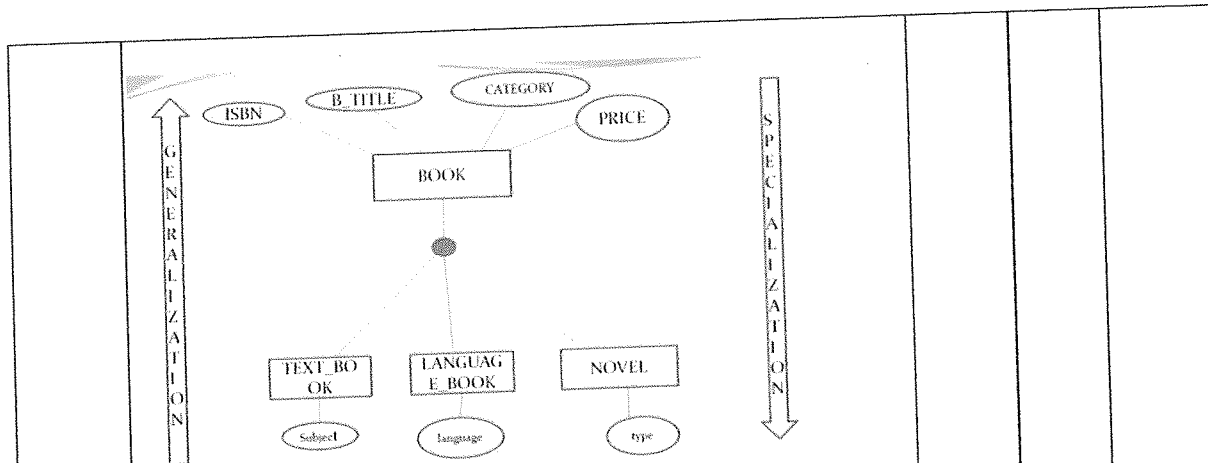 ISBN
B_TITLE
CATEGORY
PRICE
BOOK
GENERALIZATION
SPECIALIZATION
TEXT_BO
OK
LANGUAG
E_BOOK
NOVEL
Subject
language
type